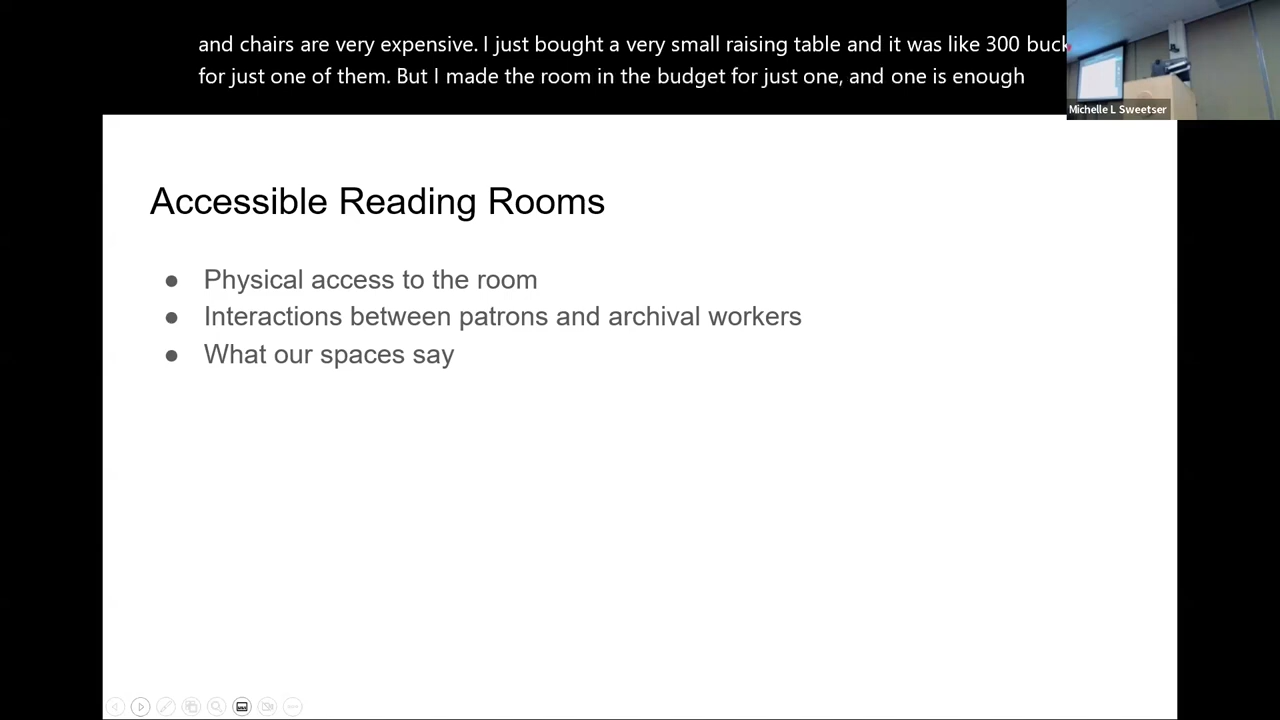 and chairs are very expensive. I just bought a very small raising table and it was like 300 buck
for just one of them. But I made the room in the budget for just one, and one is enough
Michelle L Sweetser
Accessible Reading Rooms
● Physical access to the room
● Interactions between patrons and archival workers
● What our spaces say